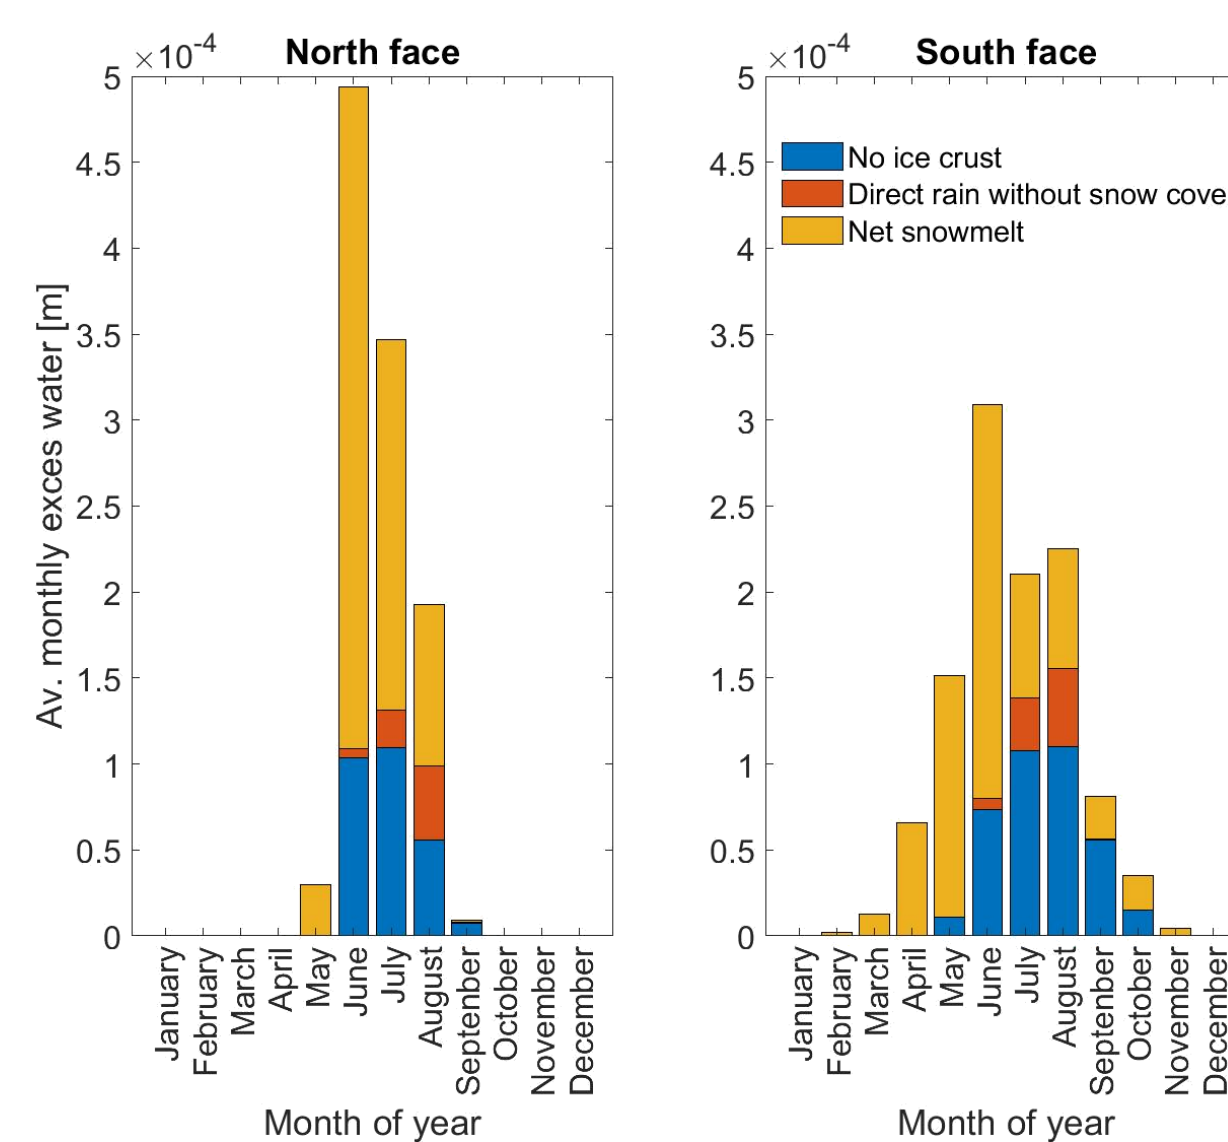 ×10-4 North face
5
4.5
4
3.5
3
2.5
2
1.5
1
0.5
0
Av. monthly exces water [m]
January
February
March
April
May
June
July
August
Septenber
October
November
December
Month of year
×10-4 South face
5
4.5
4
3.5
3
2.5
2
1.5
1
0.5
0
No ice crust
Direct rain without snow cove
Net snowmelt
January
February
March
April
May
June
July
August
Septenber
October
November
December
Month of year